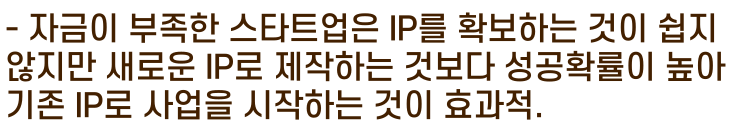 - 자금이 부족한 스타트업은 IP를 확보하는 것이 쉽지
않지만 새로운 IP로 제작하는 것보다 성공확률이 높아
기존 IP로 사업을 시작하는 것이 효과적.